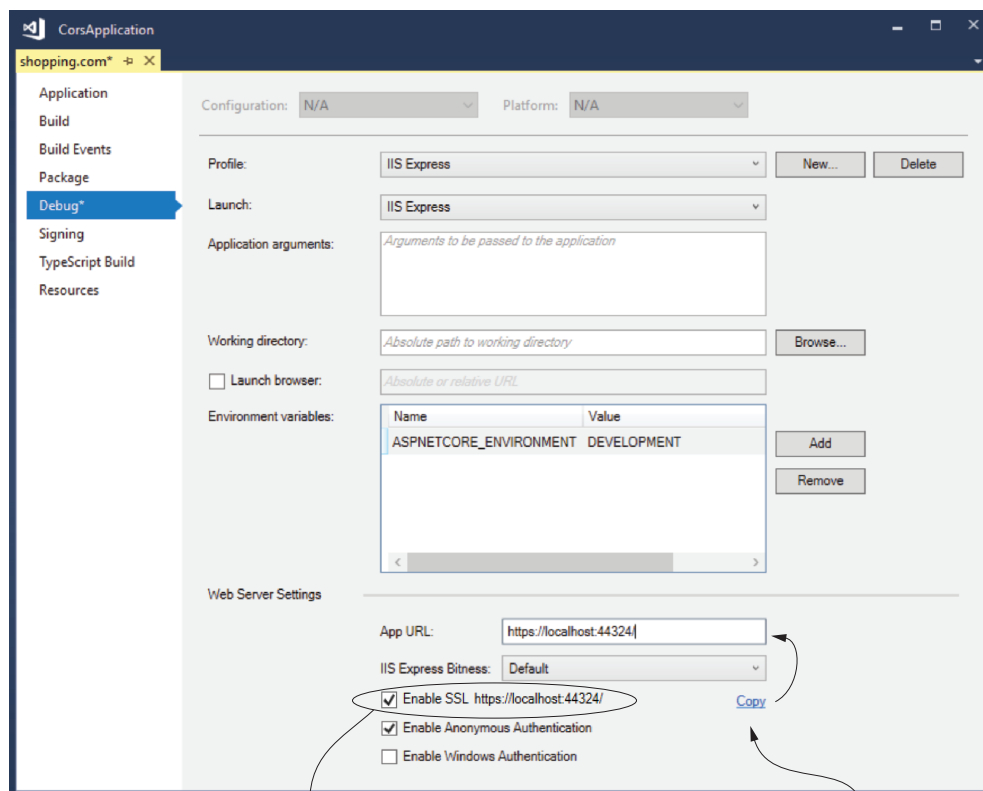 CorsApplication
shopping.com*
Application
Build
Build Events
Package
Debug*
Signing
TypeScript Build
Resources
Configuration: N/A Platform: N/A
Profile: IIS Express New... Delete
Launch: IIS Express
Application arguments: Arguments to be passed to the application
Working directory: Absolute path to working directory Browse...
Launch browser: Absolute or relative URL
Environment variables: Name Value
ASPNETCORE_ENVIRONMENT DEVELOPMENT Add
Remove
Web Server Settings
App URL: https://localhost:44324/
IIS Express Bitness: Default
Enable SSL https://localhost:44324/ Copy
Enable Anonymous Authentication
Enable Windows Authentication